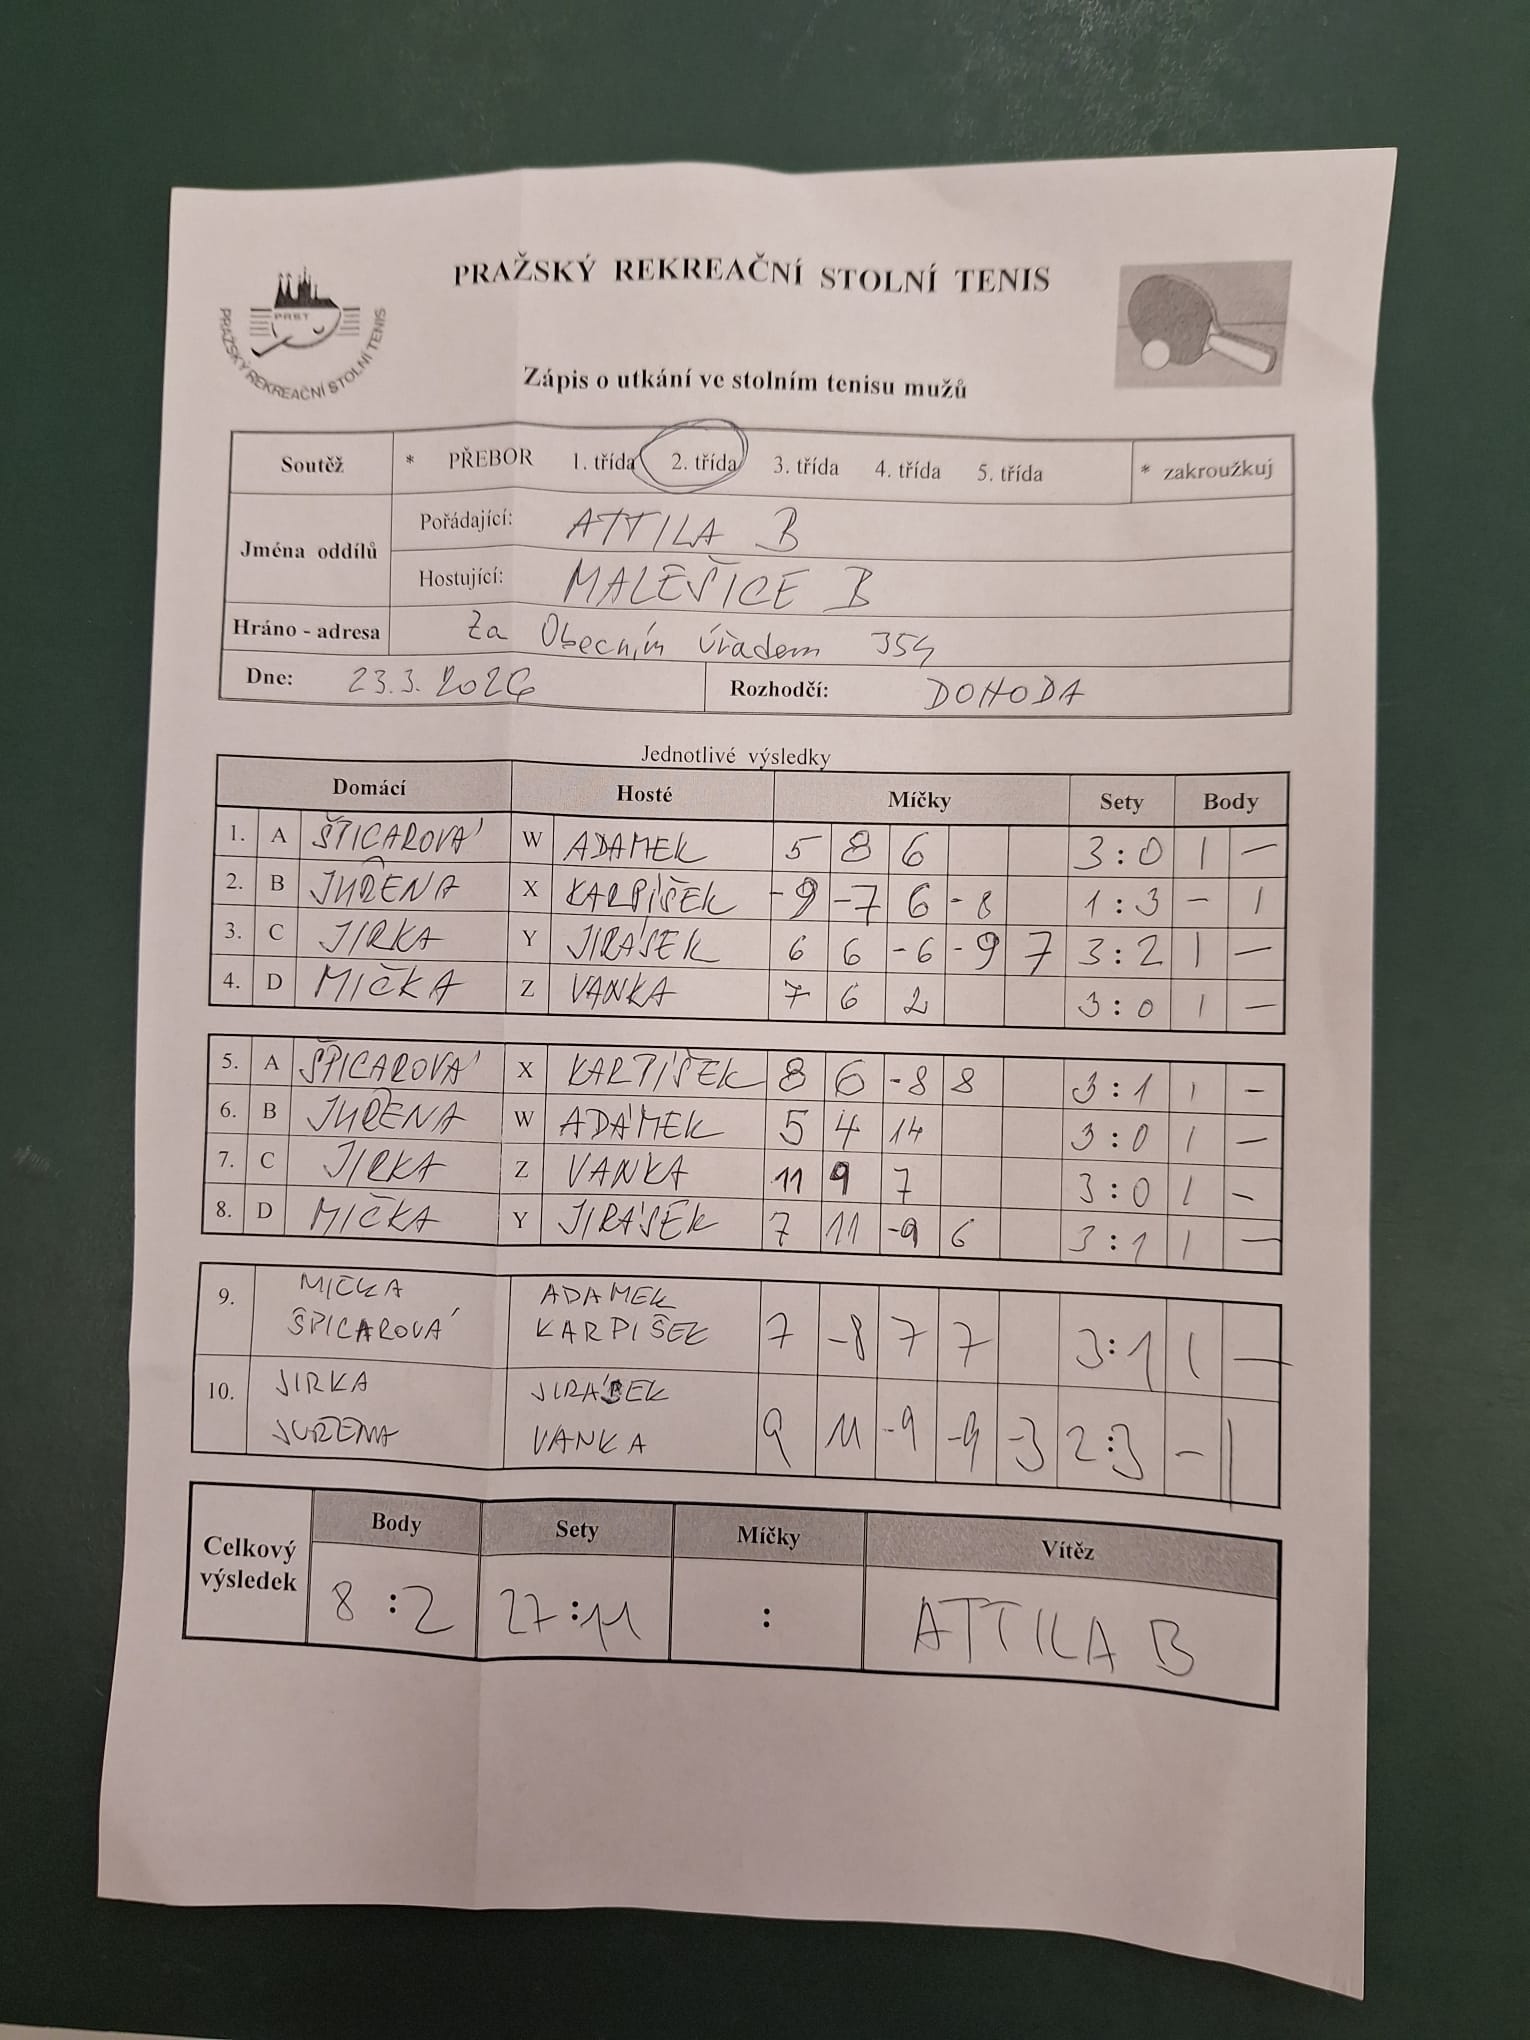 PRAŽSKÝ REKREAČNÍ STOLNÍ TENIS
PRST
PRAŽSKÝ REKREAČNÍ STOLNÍ TENIS
Zápis o utkání ve stolním tenisu mužů
Soutěž * PŘEBOR 1. třída 2. třída 3. třída 4. třída 5. třída * zakroužkuj
Jména oddílů
Pořádající: ATTILA B
Hostující: MALEŠICE B
Hráno - adresa Za Obecním úřadem 354
Dne: 23.3. 2026 Rozhodčí: DOHODA
Jednotlivé výsledky
Domácí Hosté Míčky Sety Body
1. A ŠPICAROVÁ W ADAMEK 5 8 6 3:0 1 –
2. B JUŘENA X KARPÍŠEK -9 -7 6 -8 1:3 – 1
3. C JIRKA Y JIRÁSEK 6 6 -6 -9 7 3:2 1 –
4. D MIČKA Z VANKA 7 6 2 3:0 1 –
5. A ŠPICAROVÁ X KARPÍŠEK 8 6 -8 8 3:1 1 –
6. B JUŘENA W ADÁMEK 5 4 14 3:0 1 –
7. C JIRKA Z VANKA 11 9 7 3:0 1 –
8. D MIČKA Y JIRÁSEK 7 11 -9 6 3:1 1 –
9. MIČKA ADAMEK
ŠPICAROVÁ KARPIŠEK 7 -8 7 7 3:1 1 –
10. JIRKA JIRÁSEK
JUŘENA VANKA 9 11 -9 -9 -3 2:3 – 1
Celkový výsledek
Body Sety Míčky Vítěz
8:2 27:11 : ATTILA B